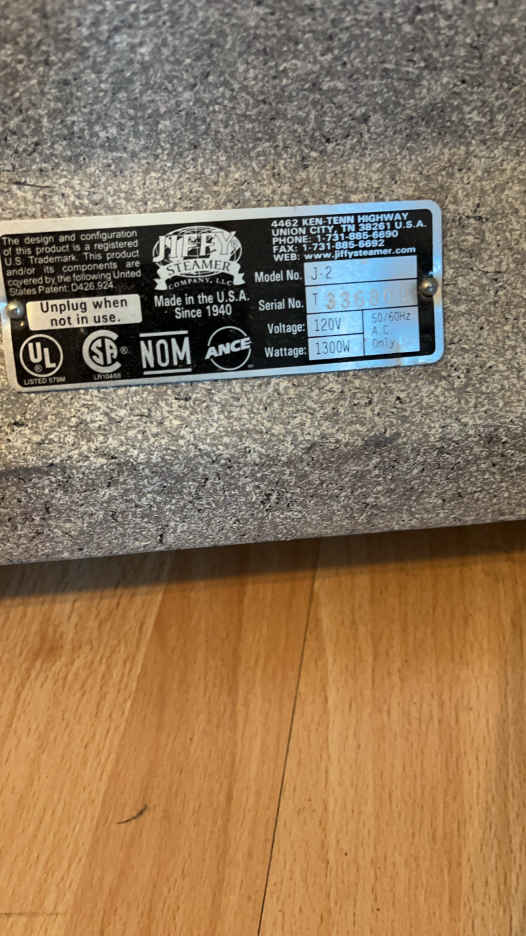 The design and configuration
of this product is a registered
U.S. Trademark. This product
and/or its components are
covered by the following United
States Patent: D426,924.
Unplug when
not in use.
UL
®
LISTED 579M
SA ®
LR10488
JIFFY
STEAMER
COMPANY, LLC
Made in the U.S.A.
Since 1940
NOM
ANCE
4462 KEN-TENN HIGHWAY
UNION CITY, TN 38261 U.S.A.
PHONE: 1-731-885-6690
FAX: 1-731-885-6692
WEB: www.jiffysteamer.com
Model No. J-2
Serial No. T
Voltage: 120V 50/60Hz
A.C.
Only
Wattage: 1300W